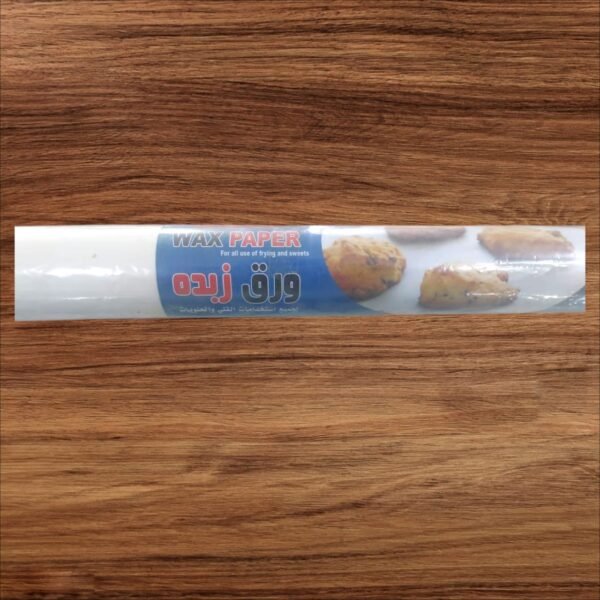 WAX PAPER
For all use of frying and sweets
ورق زبده
لجميع استخدامات القلي والحلويات